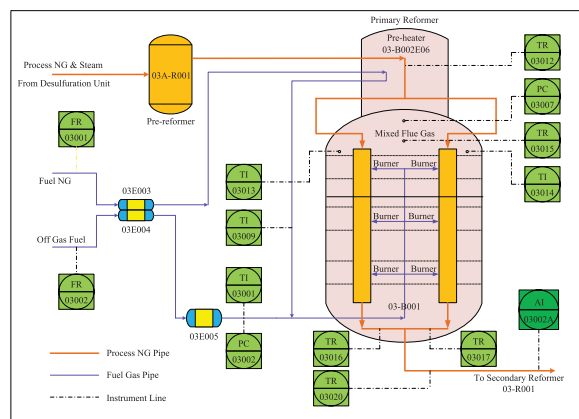 Primary Reformer
Pre-heater
03-B002E06
TR
03012
Process NG & Steam
03A-R001
From Desulfuration Unit
PC
03007
FR
03001
Pre-reformer
Mixed Flue Gas
TR
03015
TI
03013
TI
03014
Fuel NG
03E003
03E004
Burner
Burner
TI
03009
Off Gas Fuel
Burner
Burner
FR
03002
TI
03001
Burner
Burner
03-B001
AI
03002A
03E005
PC
03002
TR
03016
TR
03017
Process NG Pipe
Fuel Gas Pipe
Instrument Line
TR
03020
To Secondary Reformer
03-R001